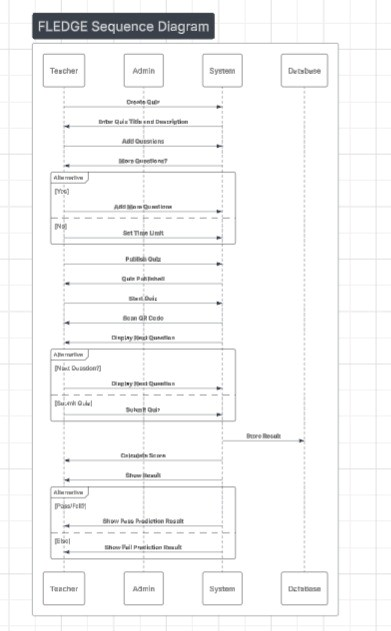 FLEDGE Sequence Diagram
Teacher Admin System Database
Create Quiz
Enter Quiz Title and Description
Add Questions
More Questions?
Alternative
[Yes]
Add More Questions
[No]
Set Time Limit
Publish Quiz
Quiz Published
Start Quiz
Scan QR Code
Display Next Question
Alternative
[Next Question?]
Display Next Question
[Submit Quiz]
Submit Quiz
Store Result
Calculate Score
Show Result
Alternative
[Pass/Fail?]
Show Pass Prediction Result
Show Fail Prediction Result
Teacher Admin System Database